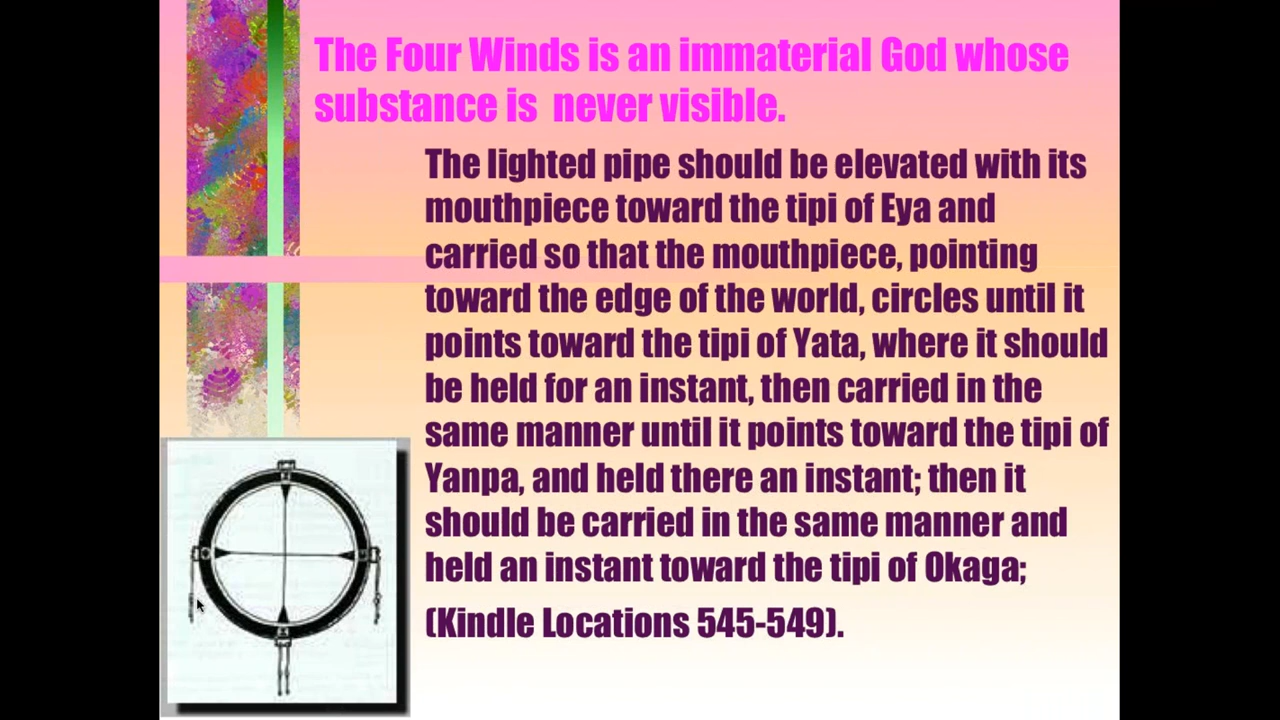 The Four Winds is an immaterial God whose
substance is never visible.
The lighted pipe should be elevated with its
mouthpiece toward the tipi of Eya and
carried so that the mouthpiece, pointing
toward the edge of the world, circles until it
points toward the tipi of Yata, where it should
be held for an instant, then carried in the
same manner until it points toward the tipi of
Yanpa, and held there an instant; then it
should be carried in the same manner and
held an instant toward the tipi of Okaga;
(Kindle Locations 545-549).